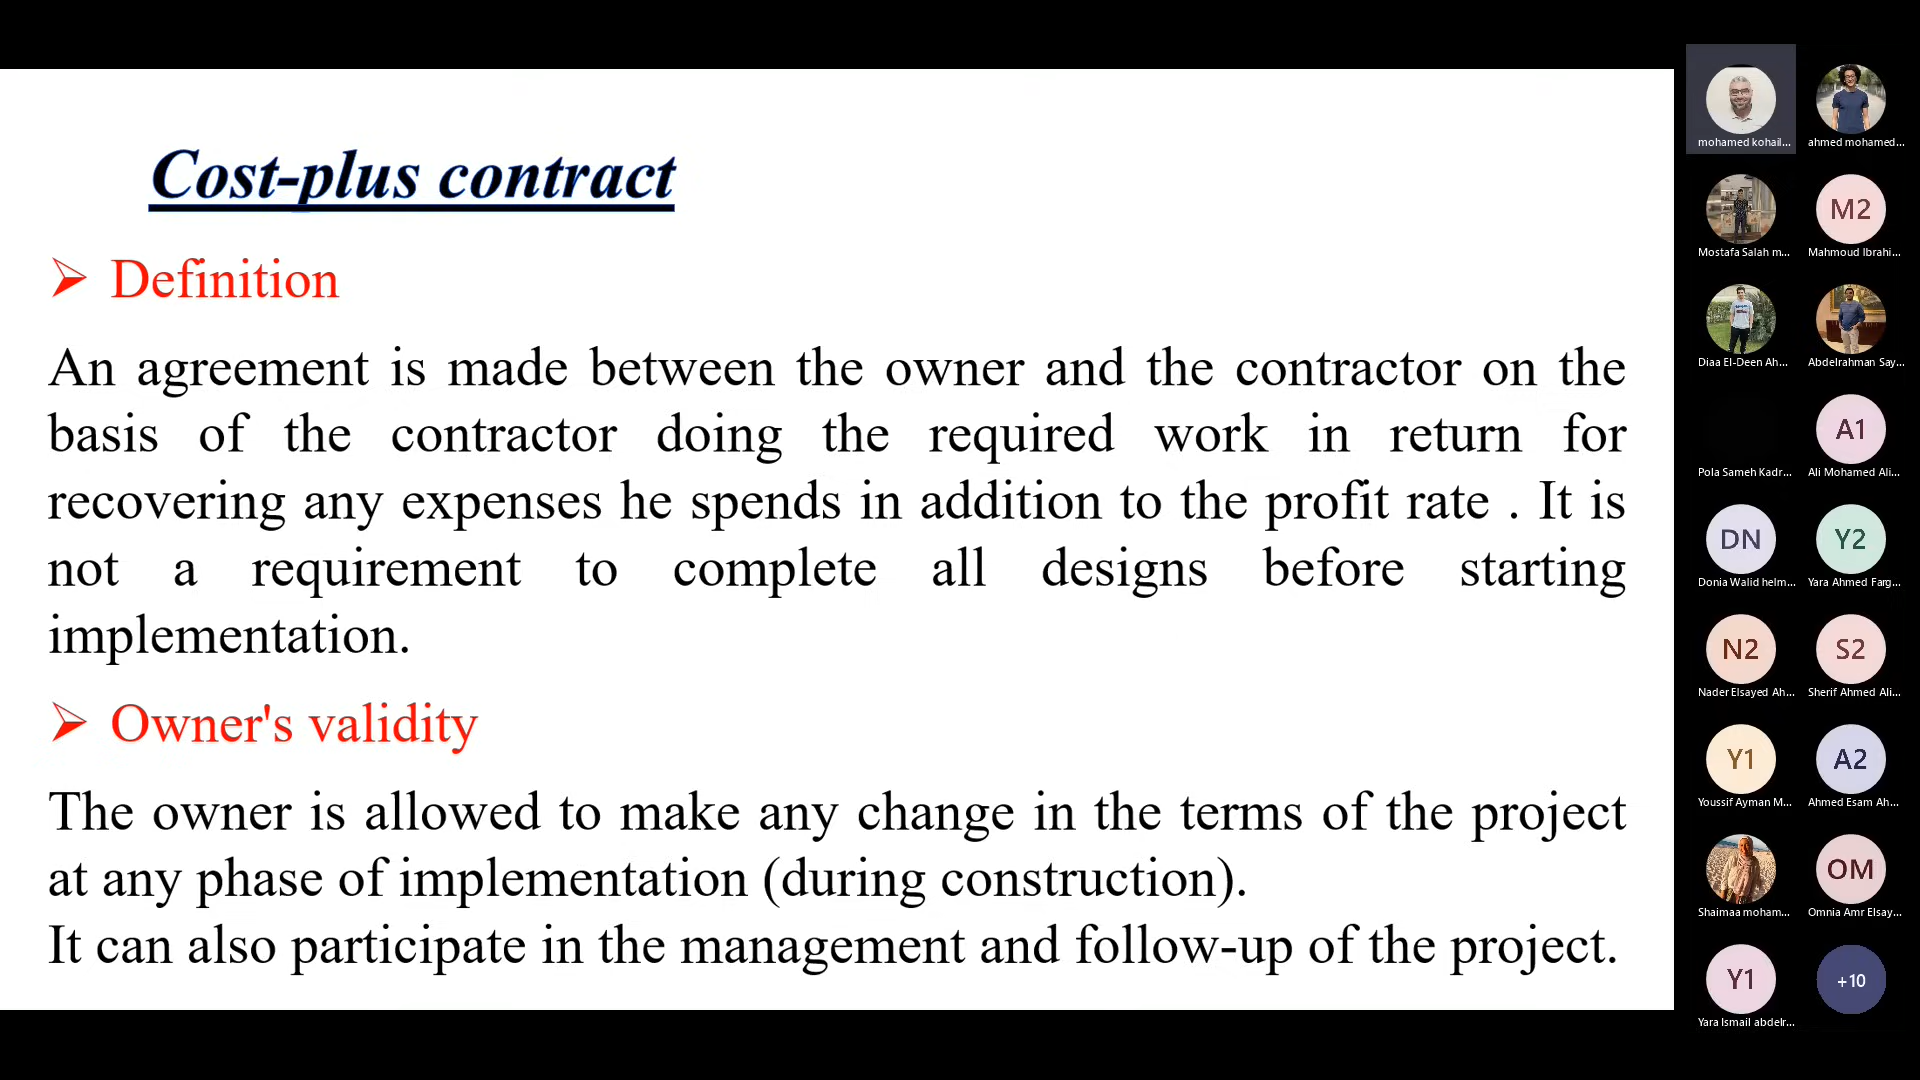 Cost-plus contract
Definition
An agreement is made between the owner and the contractor on the
basis of the contractor doing the required work in return for
recovering any expenses he spends in addition to the profit rate . It is
not a requirement to complete all designs before starting
implementation.
Owner's validity
The owner is allowed to make any change in the terms of the project
at any phase of implementation (during construction).
It can also participate in the management and follow-up of the project.
mohamed kohail...
ahmed mohamed...
Mostafa Salah m...
M2
Mahmoud Ibrahi...
Diaa El-Deen Ah...
Abdelrahman Say...
Pola Sameh Kadr...
A1
Ali Mohamed Ali...
DN
Donia Walid helm...
Y2
Yara Ahmed Farg...
N2
Nader Elsayed Ah...
S2
Sherif Ahmed Ali...
Y1
Youssif Ayman M...
A2
Ahmed Esam Ah...
Shaimaa moham...
OM
Omnia Amr Elsay...
Y1
Yara Ismail abdelr...
+10